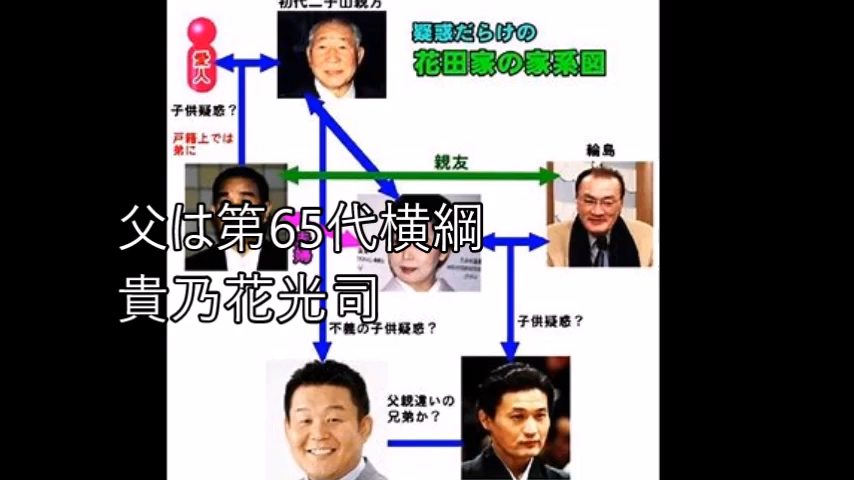 初代二子山親方
疑惑だらけの
花田家の家系図
愛人
子供疑惑？
戸籍上では
弟に
親友
輪島
父は第65代横綱
貴乃花光司
不義の子供疑惑？
子供疑惑？
父親違いの
兄弟か？